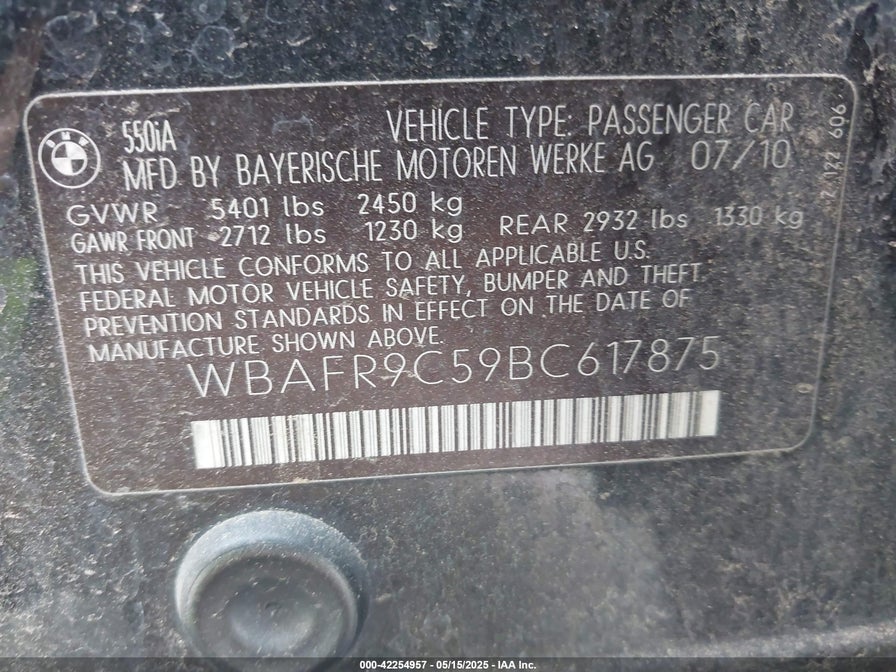 550iA VEHICLE TYPE: PASSENGER CAR
MFD BY BAYERISCHE MOTOREN WERKE AG 07/10
GVWR 5401 lbs 2450 kg
GAWR FRONT 2712 lbs 1230 kg REAR 2932 lbs 1330 kg
THIS VEHICLE CONFORMS TO ALL APPLICABLE U.S.
FEDERAL MOTOR VEHICLE SAFETY, BUMPER AND THEFT
PREVENTION STANDARDS IN EFFECT ON THE DATE OF
MANUFACTURE SHOWN ABOVE.
WBAFR9C59BC617875
2 122 606
000-42254957 - 05/15/2025 - IAA Inc.